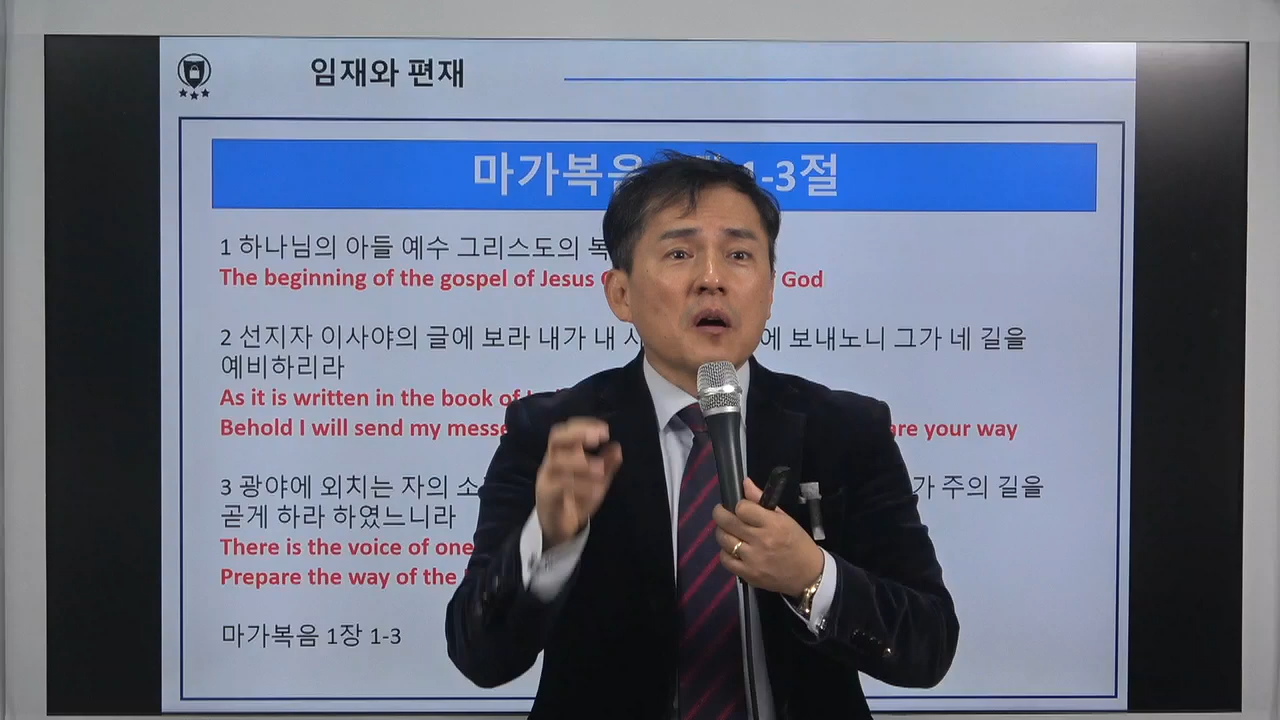 임재와 편재
마가복음 1-3절
1 하나님의 아들 예수 그리스도의
The beginning of the gospel of Jesus God
2 선지자 이사야의 글에 보라 내가 내 보내노니 그가 네 길을
예비하리라
As it is written in the book of
Behold I will send my your way
3 광야에 외치는 자의 주의 길을
곧게 하라 하였느니라
There is the voice of one
Prepare the way of the
마가복음 1장 1-3